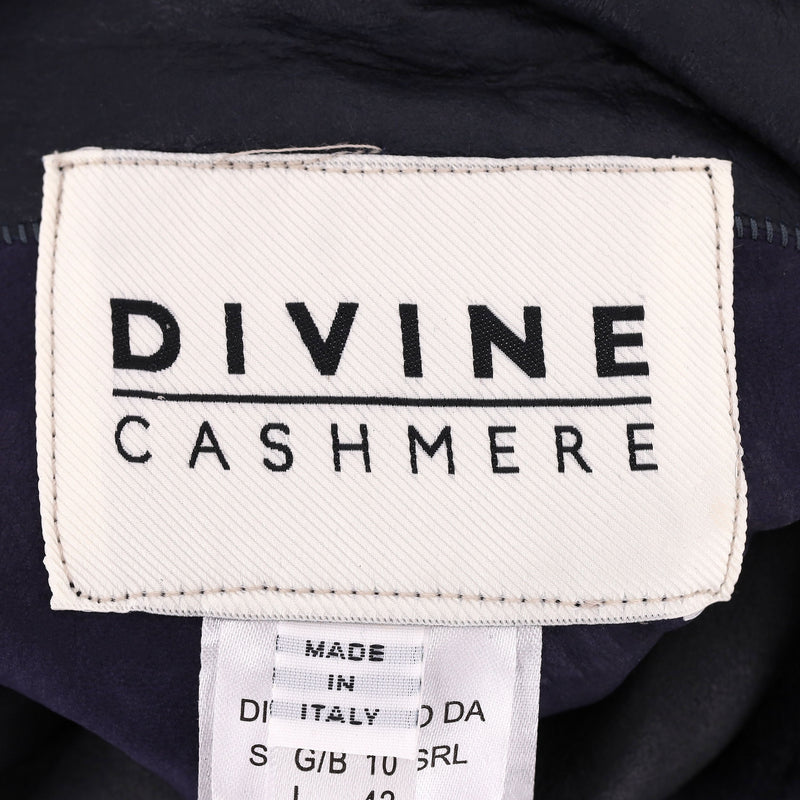 DIVINE
CASHMERE
MADE
IN
ITALY
DA
G/B 10 SRL